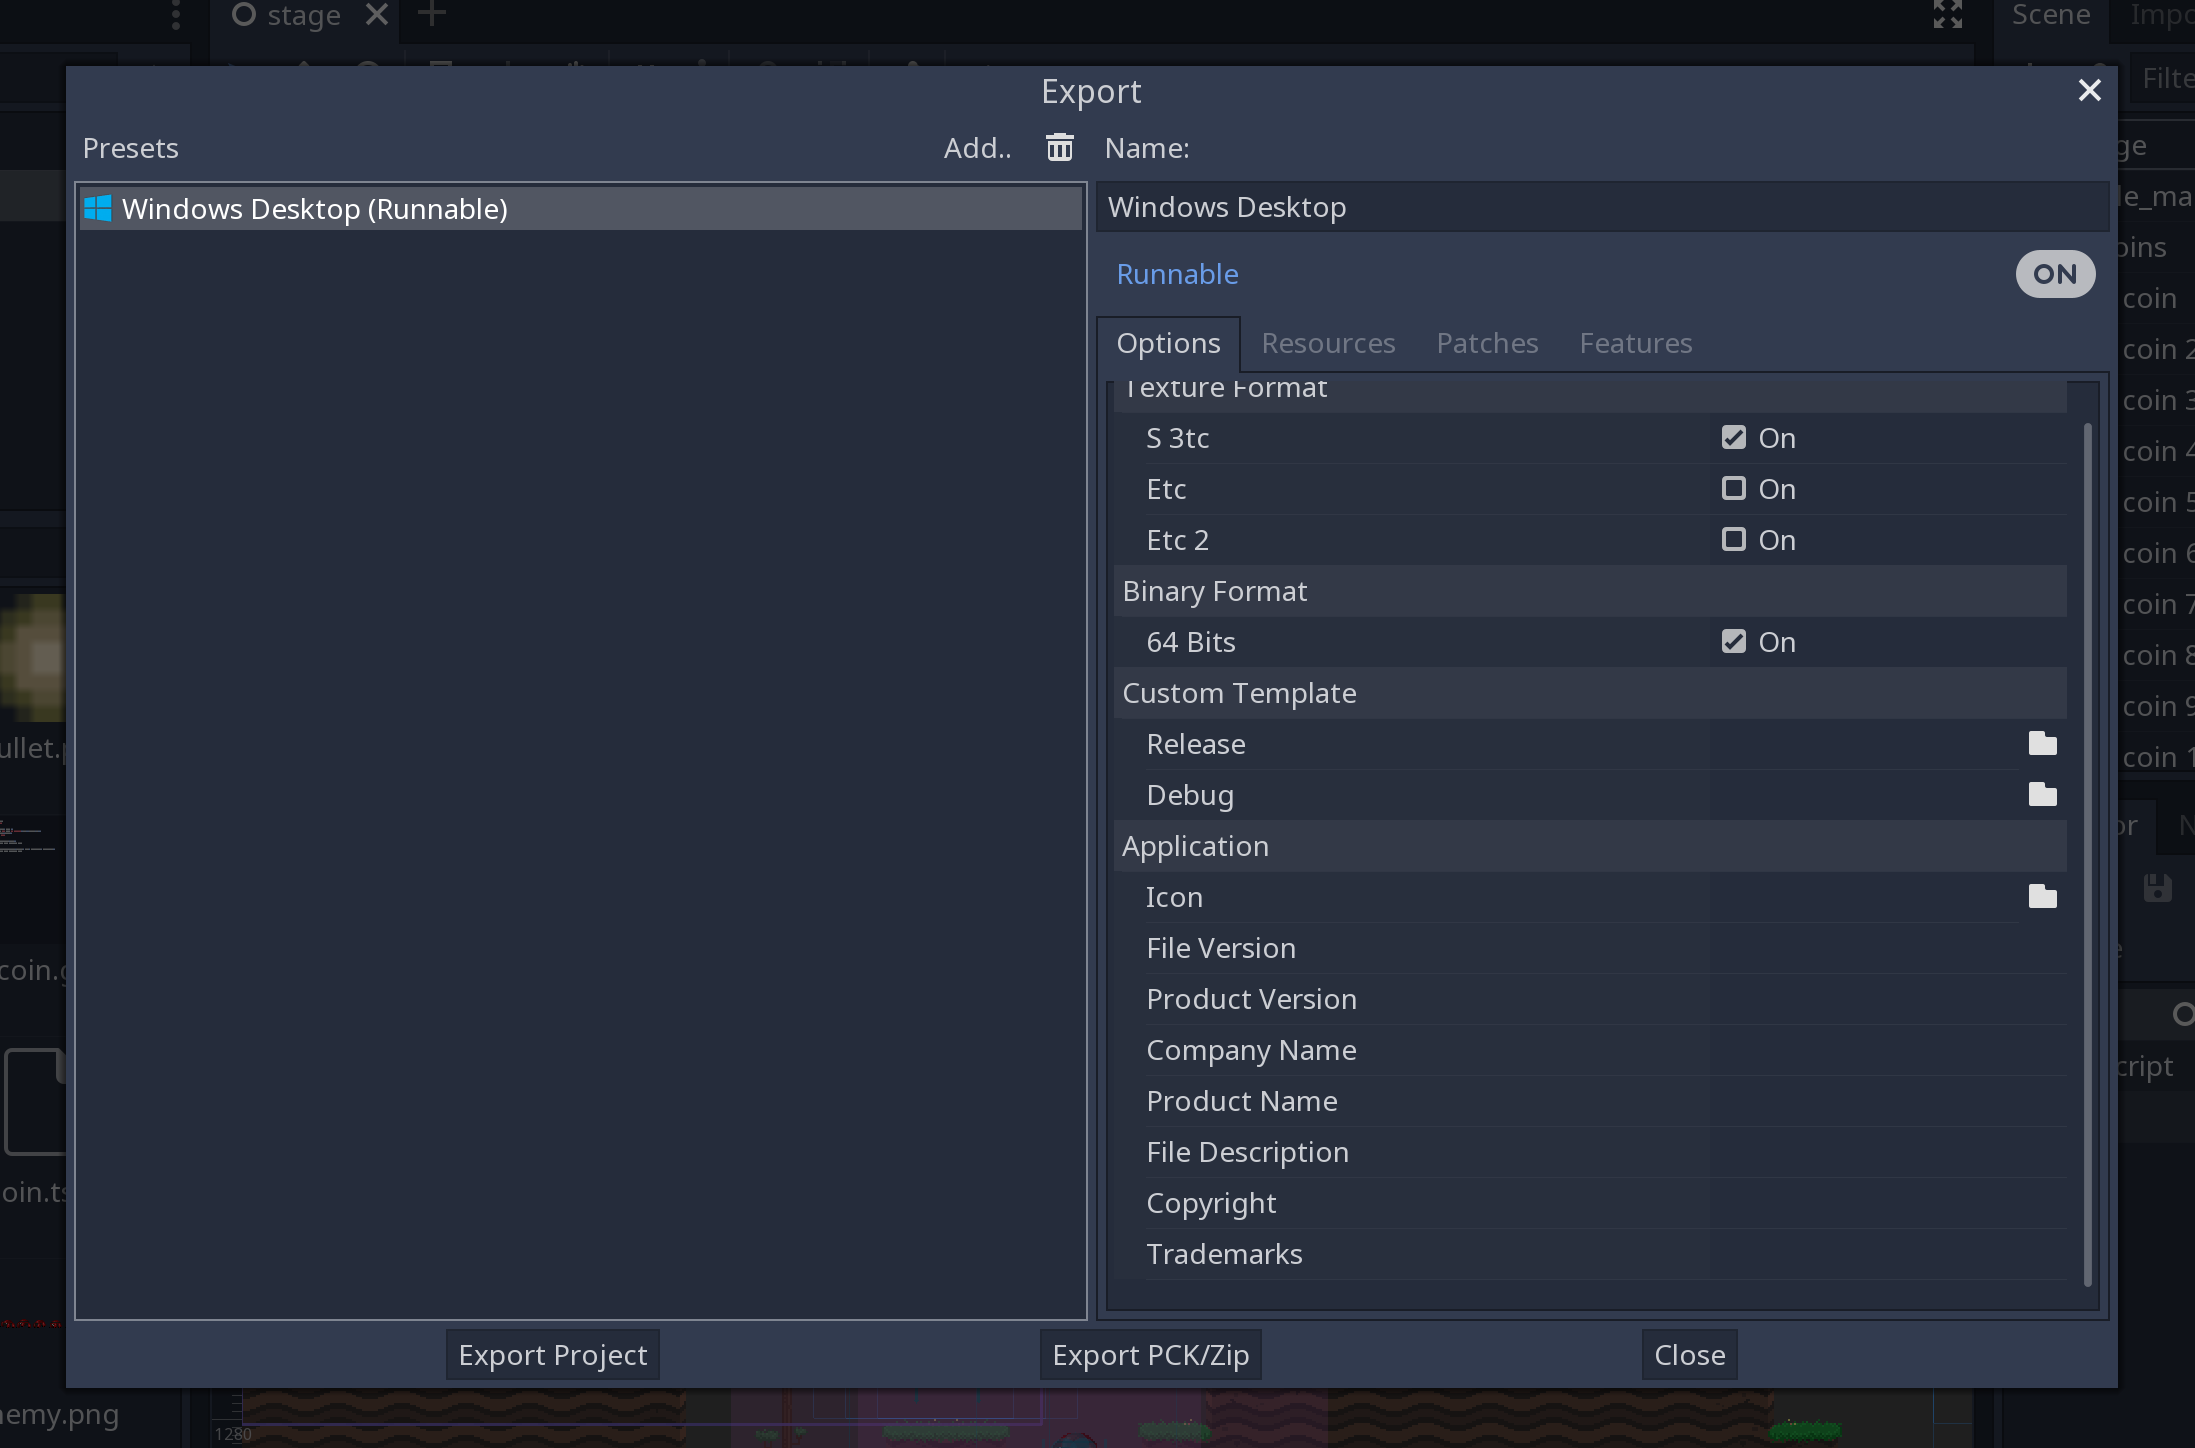 stage
Scene
Impo
Export
Filte
Presets
Add..
Name:
ge
Windows Desktop (Runnable)
Windows Desktop
le_ma
oins
Runnable
ON
coin
Options
Resources
Patches
Features
coin 2
Texture Format
coin 3
S 3tc
On
coin 4
Etc
On
coin 5
Etc 2
On
coin 6
Binary Format
coin 7
64 Bits
On
coin 8
Custom Template
coin 9
ullet.p
Release
coin 1
Debug
or
N
Application
Icon
File Version
coin.g
Product Version
Company Name
cript
Product Name
File Description
oin.ts
Copyright
Trademarks
Export Project
Export PCK/Zip
Close
nemy.png
1280